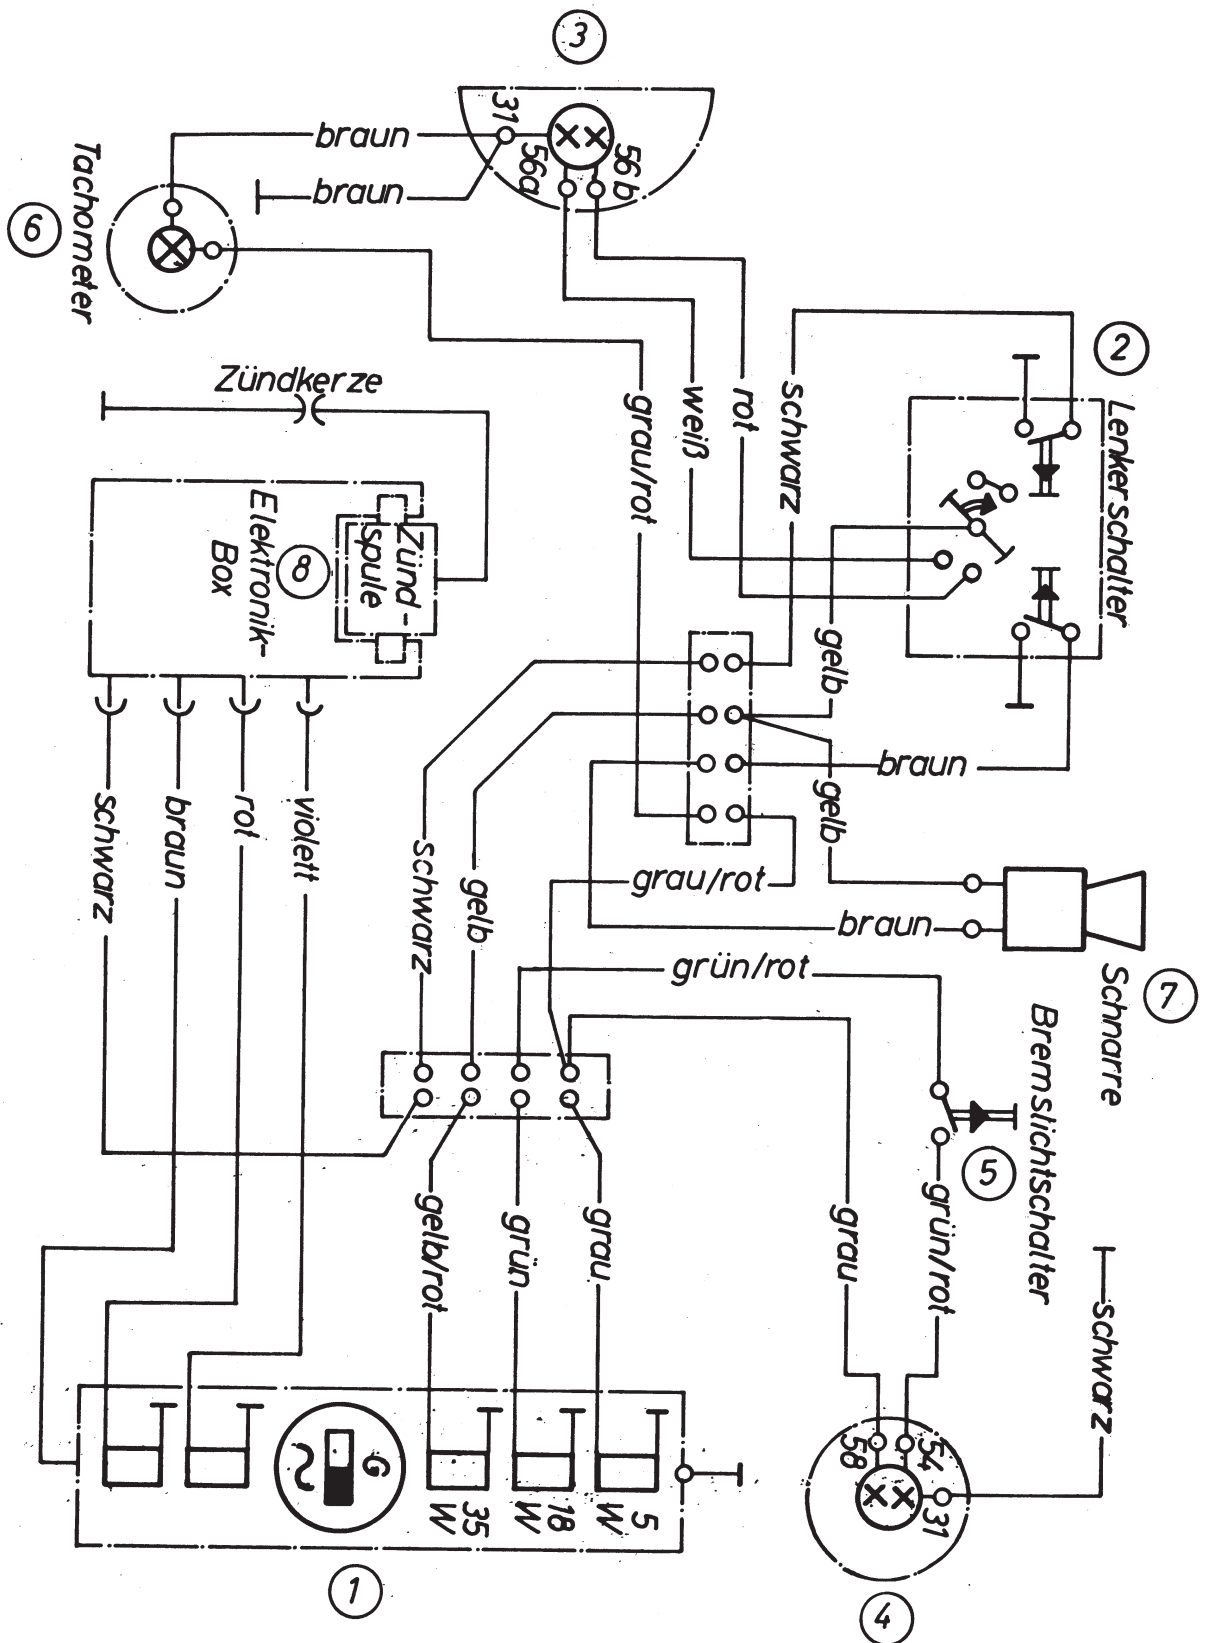 3
31
56a
56b
braun
braun
Tachometer
6
2
Lenkerschalter
Zündkerze
grau/rot
weiß
rot
schwarz
Elektronik-
Box
8
Zünd-
spule
gelb
gelb
braun
schwarz
braun
rot
violett
schwarz
gelb
grau/rot
braun
grün/rot
Schnarre
7
Bremslichtschalter
5
gelb/rot
grün
grau
grau
grün/rot
schwarz
G
~
35
W
18
W
5
W
58
54
31
1
4